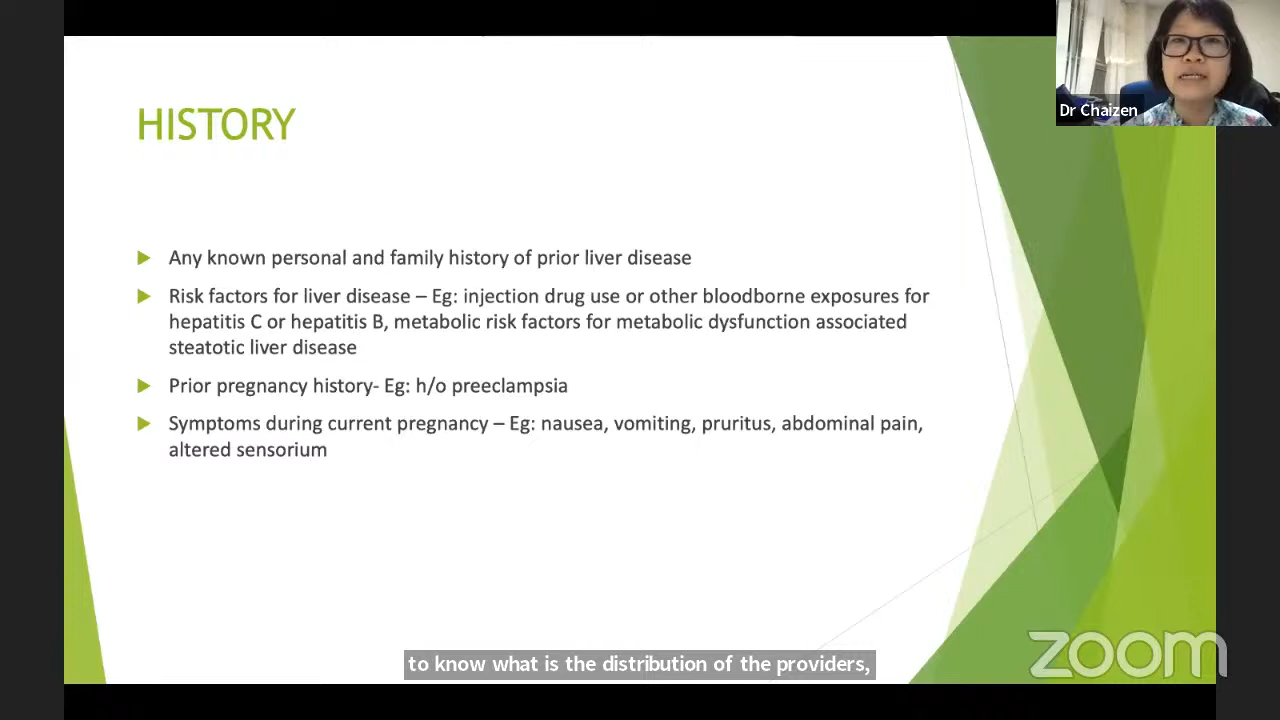 Dr Chaizen
HISTORY
Any known personal and family history of prior liver disease
Risk factors for liver disease – Eg: injection drug use or other bloodborne exposures for
hepatitis C or hepatitis B, metabolic risk factors for metabolic dysfunction associated
steatotic liver disease
Prior pregnancy history- Eg: h/o preeclampsia
Symptoms during current pregnancy – Eg: nausea, vomiting, pruritus, abdominal pain,
altered sensorium
to know what is the distribution of the providers,
zoom